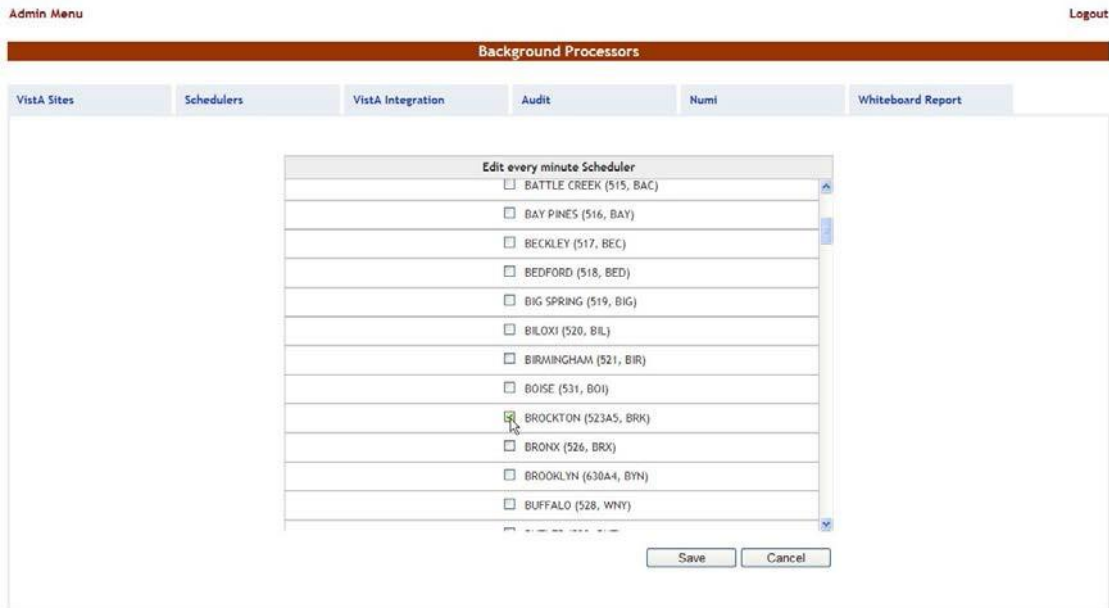 Admin Menu Logout
Background Processors
VistA Sites Schedulers VistA Integration Audit Numi Whiteboard Report
Edit every minute Scheduler
BATTLE CREEK (515, BAC)
BAY PINES (516, BAY)
BECKLEY (517, BEC)
BEDFORD (518, BED)
BIG SPRING (519, BIG)
BILOXI (520, BIL)
BIRMINGHAM (521, BIR)
BOISE (531, BOI)
BROCKTON (523A5, BRK)
BRONX (526, BRX)
BROOKLYN (630A4, BYN)
BUFFALO (528, WNY)
Save Cancel